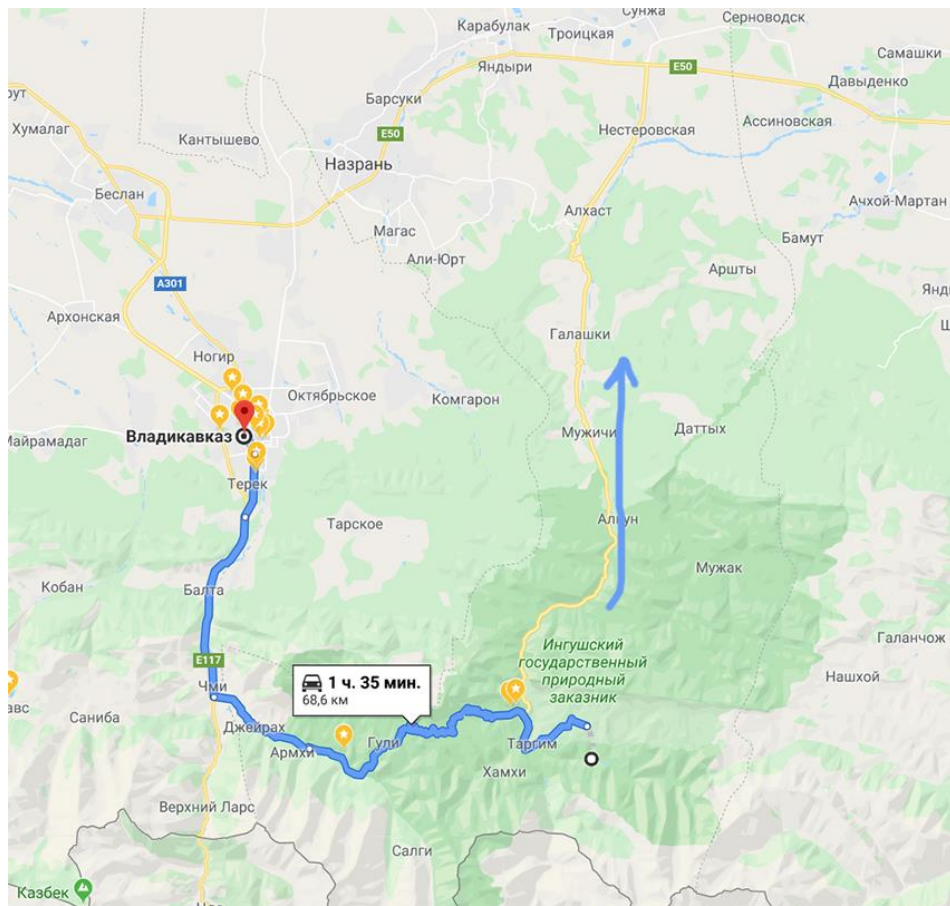 Карабулак
Сунжа
Серноводск
Троицкая
Яндыри
E50
Самашки
Давыденко
Барсуки
Хумалаг
Кантышево
E50
Нестеровская
Ассиновская
Назрань
Беслан
Ачхой-Мартан
Алхаст
Магас
Бамут
Али-Юрт
Аршты
A301
Архонская
Галашки
Ногир
Октябрьское
Комгарон
Владикавказ
Майрамадаг
Мужичи
Даттых
Терек
Тарское
Алкун
Мужак
Кобан
Балта
Ингушский
государственный
природный
заказник
Галанчож
E117
1 ч. 35 мин.
68,6 км
Нашхой
Чми
Саниба
Джейрах
Армхи
Гули
Таргим
Хамхи
Верхний Ларс
Салги
Казбек